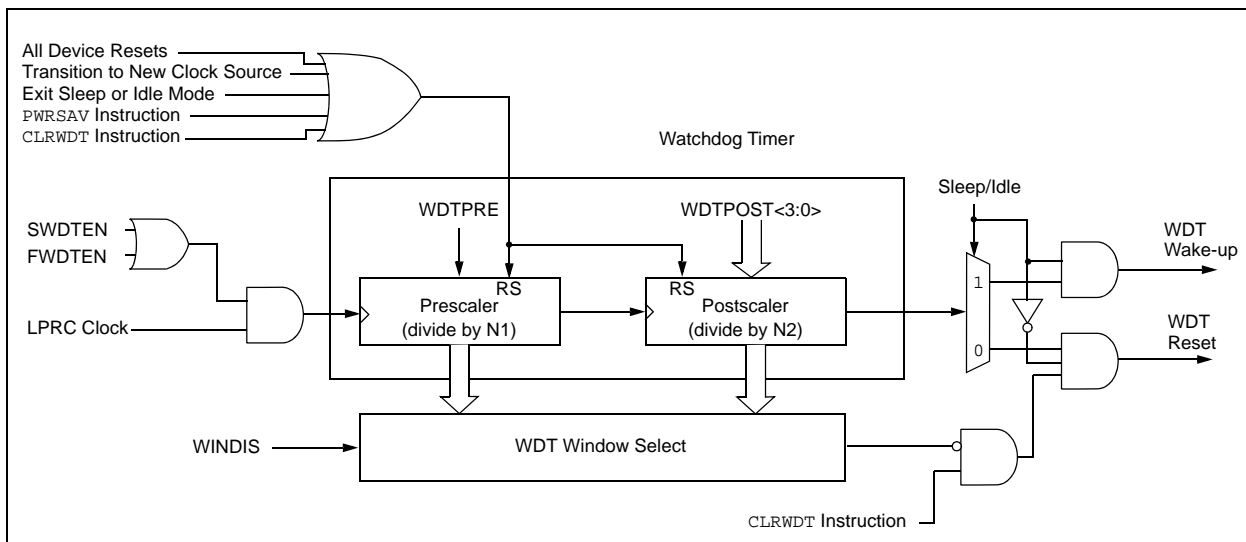 All Device Resets
Transition to New Clock Source
Exit Sleep or Idle Mode
PWRSAV Instruction
CLRWDT Instruction
Watchdog Timer
Sleep/Idle
WDTPRE
WDTPOST<3:0>
SWDTEN
FWDTEN
WDT
Wake-up
RS
Prescaler
(divide by N1)
RS
Postscaler
(divide by N2)
1
0
LPRC Clock
WDT
Reset
WINDIS
WDT Window Select
CLRWDT Instruction